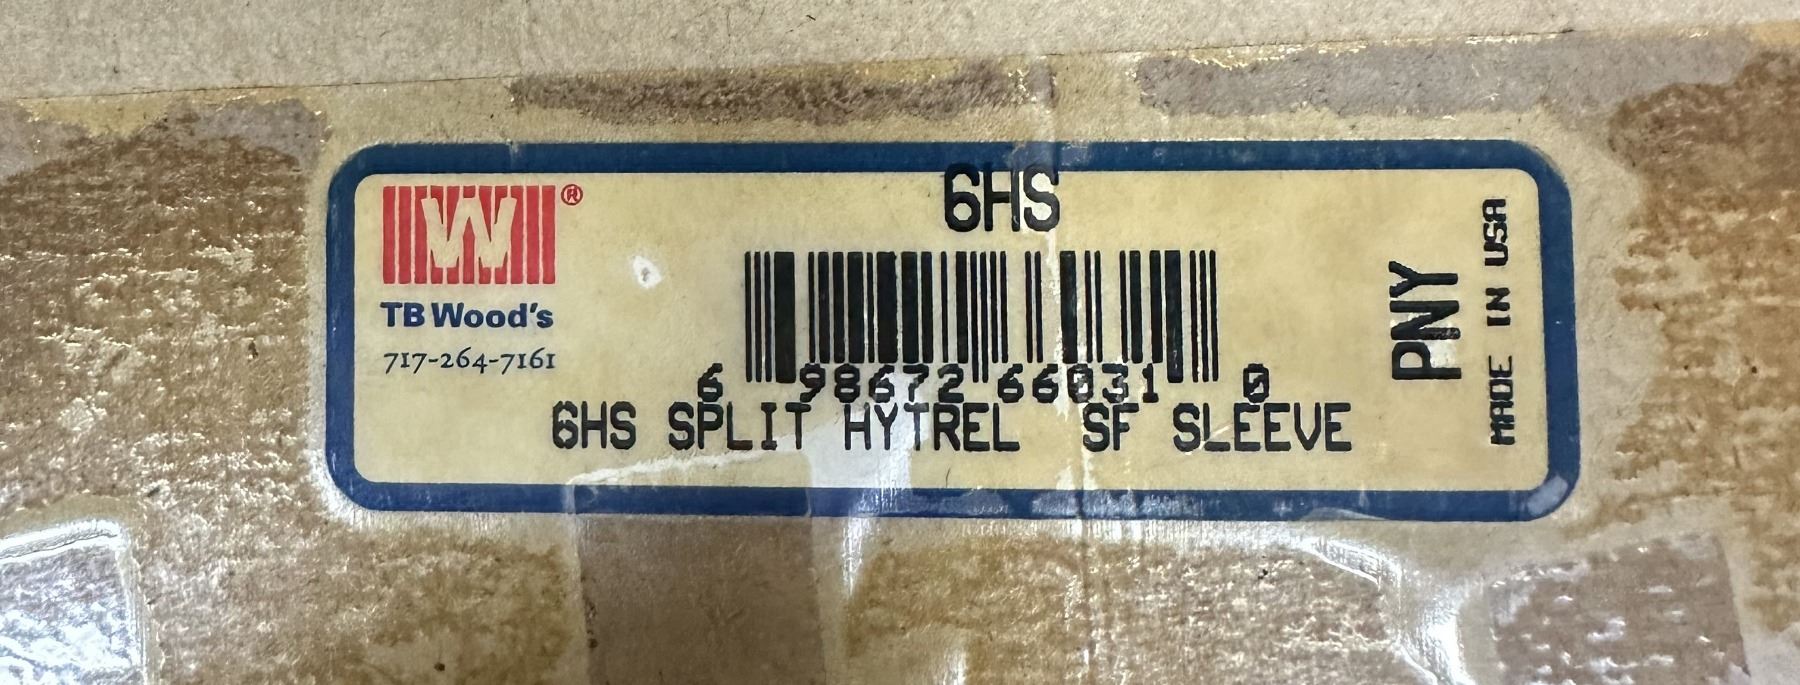 W®
TB Wood's
717-264-7161
6HS
6 98672 66031 0
6HS SPLIT HYTREL SF SLEEVE
PNY
MADE IN USA